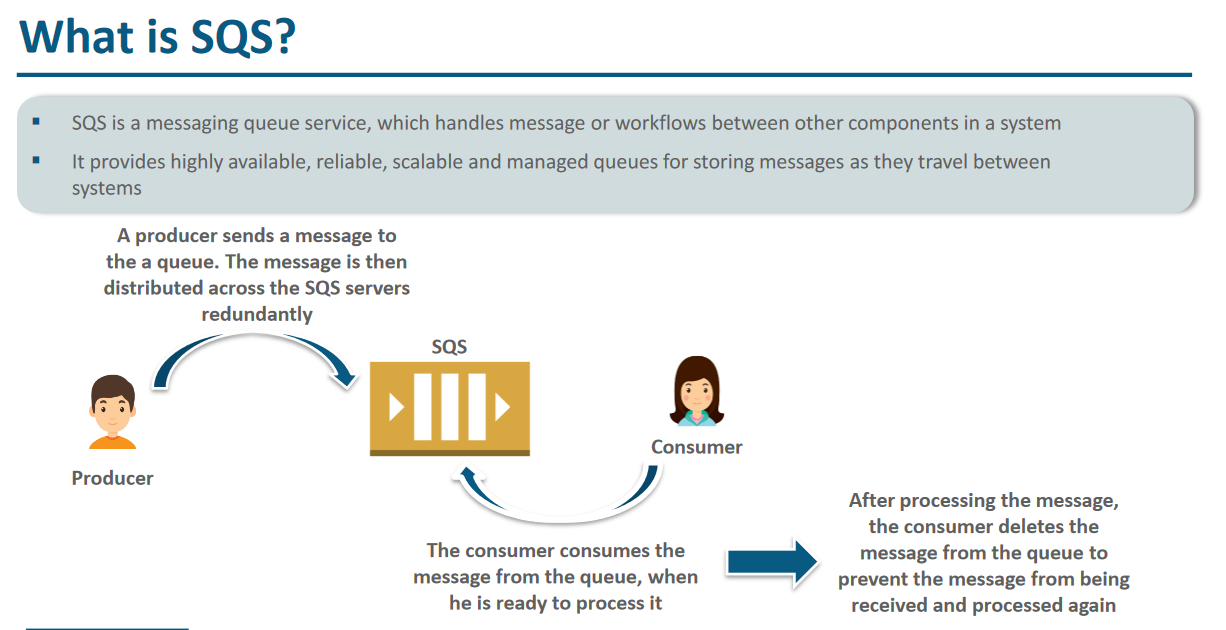 What is SQS?
SQS is a messaging queue service, which handles message or workflows between other components in a system
It provides highly available, reliable, scalable and managed queues for storing messages as they travel between
systems
A producer sends a message to
the a queue. The message is then
distributed across the SQS servers
redundantly
SQS
Producer
Consumer
The consumer consumes the
message from the queue, when
he is ready to process it
After processing the message,
the consumer deletes the
message from the queue to
prevent the message from being
received and processed again